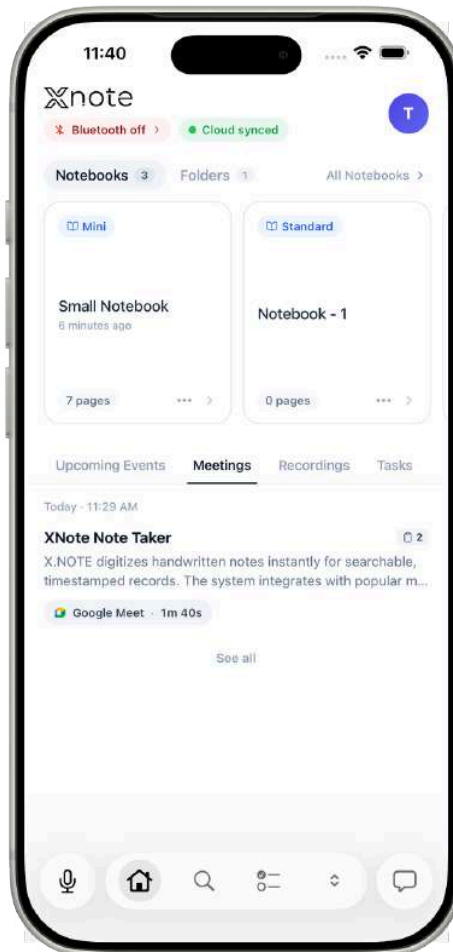 11:40
Xnote
Bluetooth off >
Cloud synced
T
Notebooks 3
Folders 1
All Notebooks >
Mini
Small Notebook
6 minutes ago
7 pages
Standard
Notebook - 1
0 pages
Upcoming Events
Meetings
Recordings
Tasks
Today - 11:29 AM
XNote Note Taker
2
X.NOTE digitizes handwritten notes instantly for searchable,
timestamped records. The system integrates with popular m...
Google Meet · 1m 40s
See all